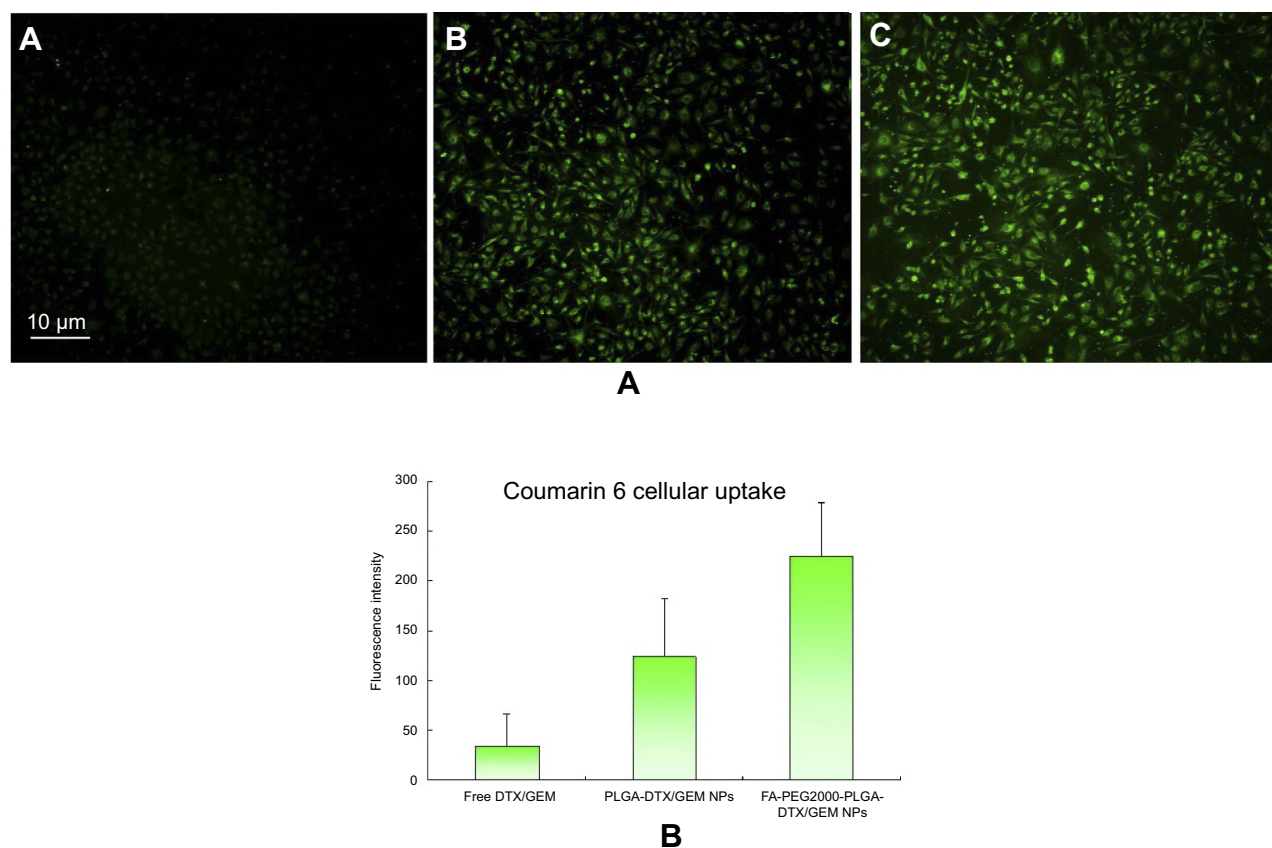 A
B
C
10 µm
A
Coumarin 6 cellular uptake
Fluorescence intensity
300
250
200
150
100
50
0
Free DTX/GEM
PLGA-DTX/GEM NPs
FA-PEG2000-PLGA-
DTX/GEM NPs
B